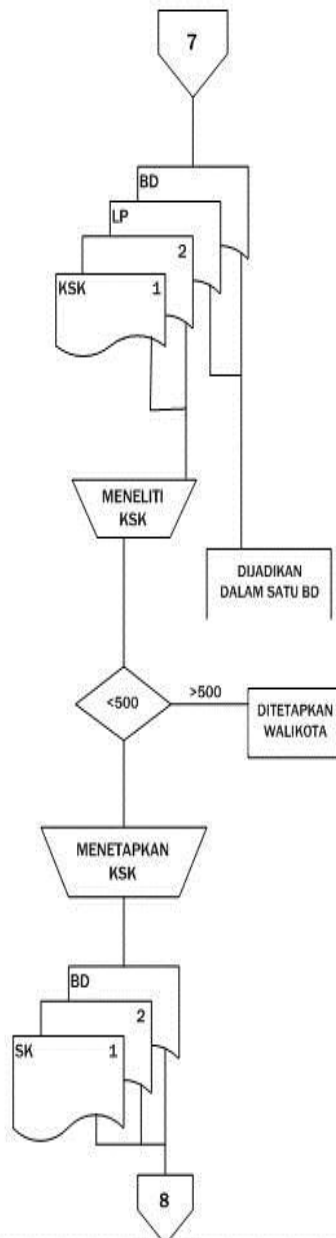 7
BD
LP
2
KSK 1
MENELITI
KSK
DIJADIKAN
DALAM SATU BD
<500
>500
DITETAPKAN
WALIKOTA
MENETAPKAN
KSK
BD
2
SK 1
8